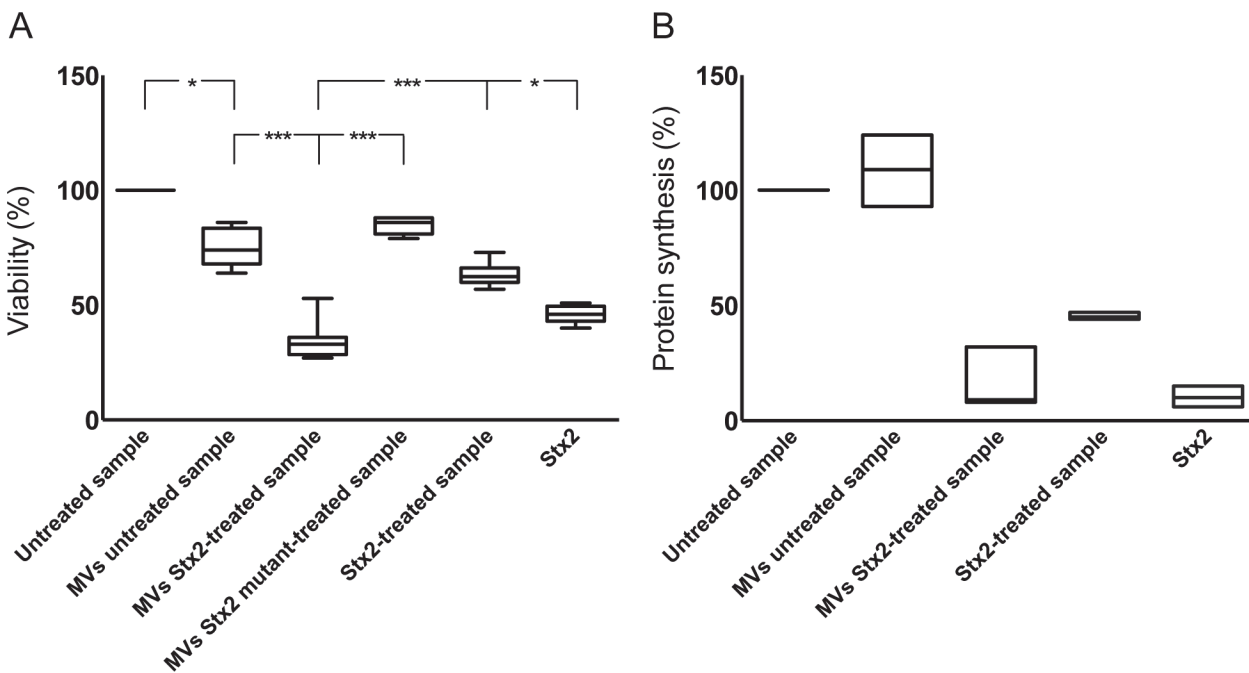 A
Viability (%)
150
100
50
0
*
***
*
***
***
Untreated sample
MVs untreated sample
MVs Stx2-treated sample
MVs Stx2 mutant-treated sample
Stx2-treated sample
Stx2
B
Protein synthesis (%)
150
100
50
0
Untreated sample
MVs untreated sample
MVs Stx2-treated sample
Stx2-treated sample
Stx2